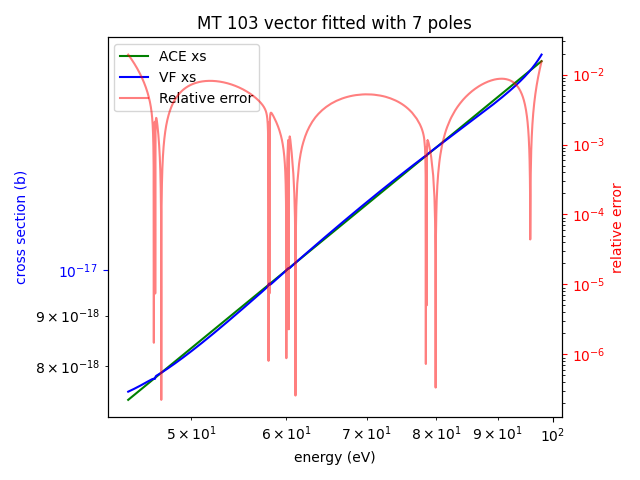 MT 103 vector fitted with 7 poles
ACE xs
VF xs
Relative error
cross section (b)
10⁻¹⁷
9 × 10⁻¹⁸
8 × 10⁻¹⁸
10⁻²
10⁻³
10⁻⁴
10⁻⁵
10⁻⁶
relative error
5 × 10¹ 6 × 10¹ 7 × 10¹ 8 × 10¹ 9 × 10¹ 10²
energy (eV)